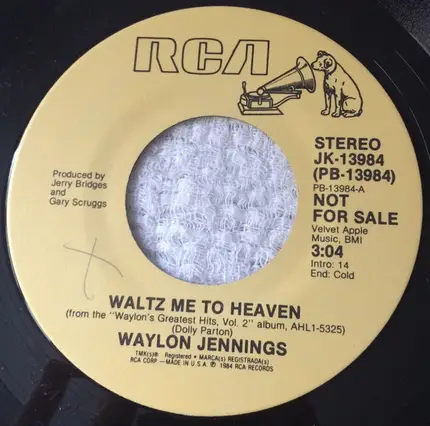 RCA
STEREO
JK-13984
(PB-13984)
PB-13984-A
NOT
FOR SALE
Velvet Apple
Music, BMI
3:04
Intro: 14
End: Cold
Produced by
Jerry Bridges
and
Gary Scruggs
WALTZ ME TO HEAVEN
(from the "Waylon's Greatest Hits, Vol. 2" album, AHL1-5325)
(Dolly Parton)
WAYLON JENNINGS
TMK(S)® Registered • MARCA(S) REGISTRADA(S)
RCA CORP — MADE IN U.S.A. ℗ 1984 RCA RECORDS